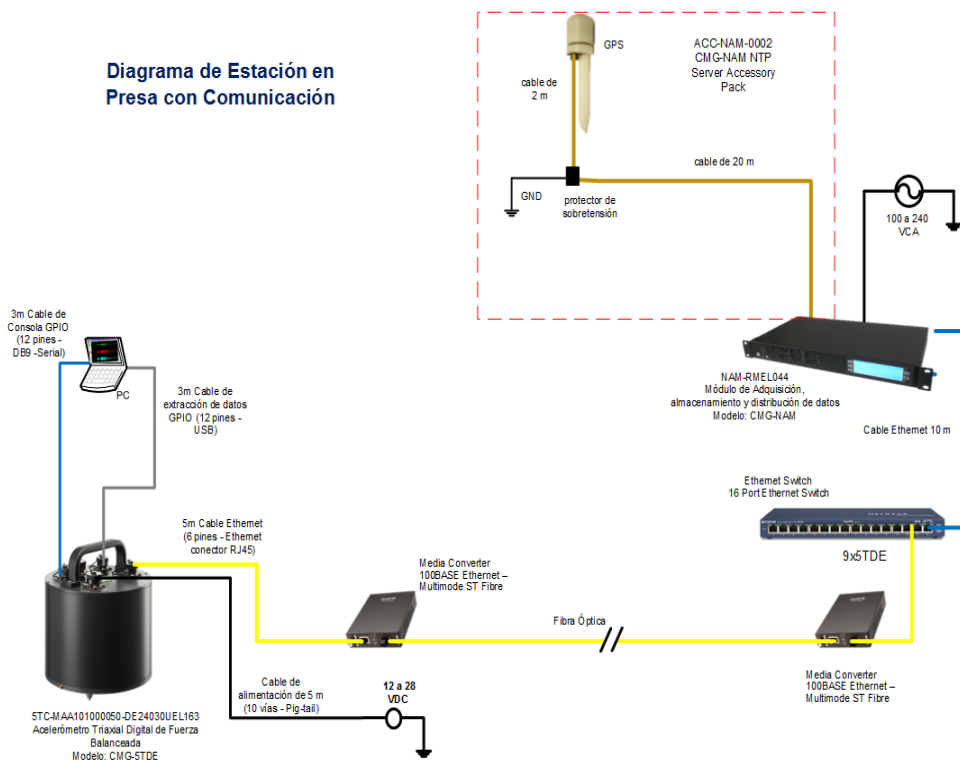 Diagrama de Estación en
Presa con Comunicación
GPS
ACC-NAM-0002
CMG-NAM NTP
Server Accessory
Pack
cable de
2 m
cable de 20 m
GND
protector de
sobretensión
100 a 240
VCA
3m Cable de
Consola GPIO
(12 pines -
DB9 -Serial)
PC
3m Cable de
extracción de datos
GPIO (12 pines -
USB)
NAM-RMEL044
Módulo de Adquisición,
almacenamiento y distribución de datos
Modelo: CMG-NAM
Cable Ethernet 10 m
Ethernet Switch
16 Port Ethernet Switch
NETGEAR
9x5TDE
5m Cable Ethernet
(6 pines - Ethernet
conector RJ45)
Media Converter
100BASE Ethernet –
Multimode ST Fibre
Fibra Óptica
Media Converter
100BASE Ethernet –
Multimode ST Fibre
Cable de
alimentación de 5 m
(10 vías - Pig-tail)
12 a 28
VDC
5TC-MAA101000050-DE24030UEL163
Acelerómetro Triaxial Digital de Fuerza
Balanceada
Modelo: CMG-5TDE